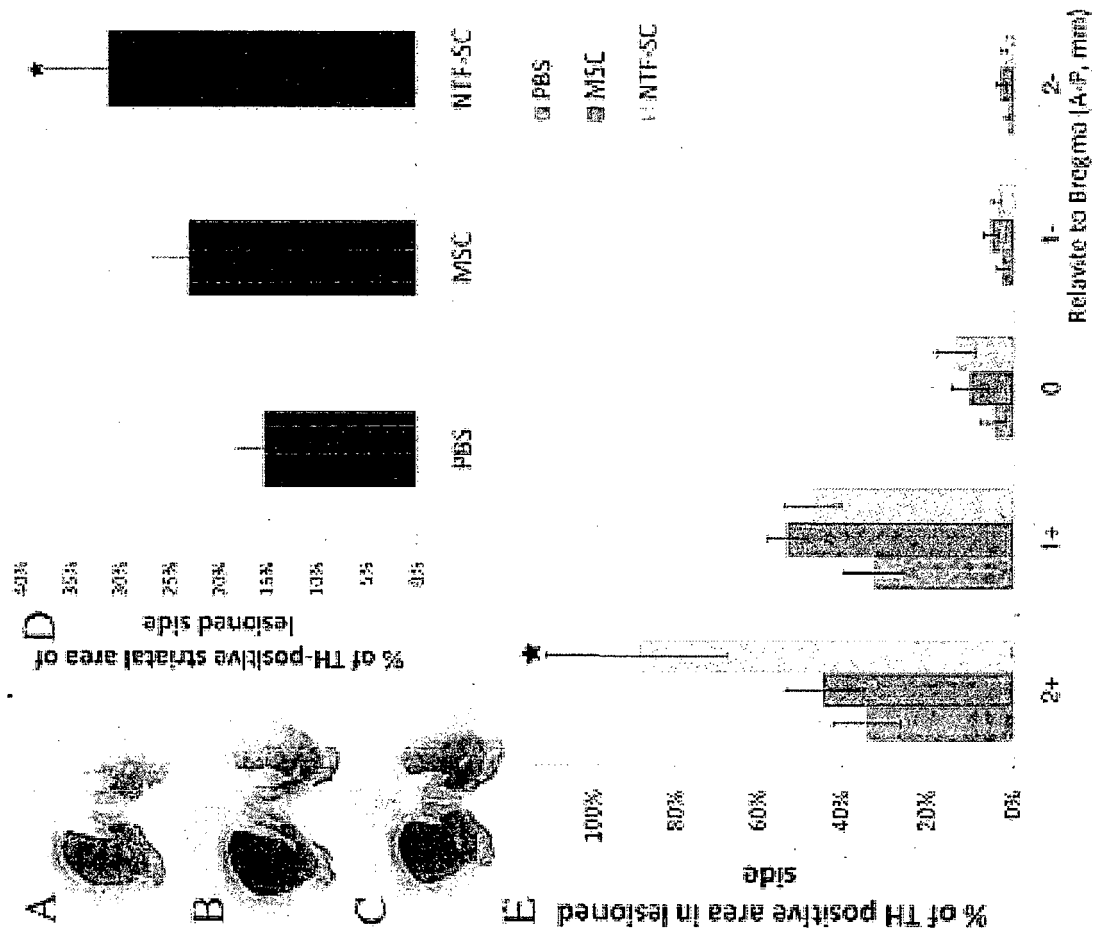 A
B
C
D
% of TH-positive striatal area of
lesioned side
40%
35%
30%
25%
20%
15%
10%
5%
0%
PBS
MSC
NTF-SC
E
% of TH positive area in lesioned
side
100%
80%
60%
40%
20%
0%
2+
1+
0
1-
2-
Relavite to Bregma (A-P, mm)
PBS
MSC
NTF-SC